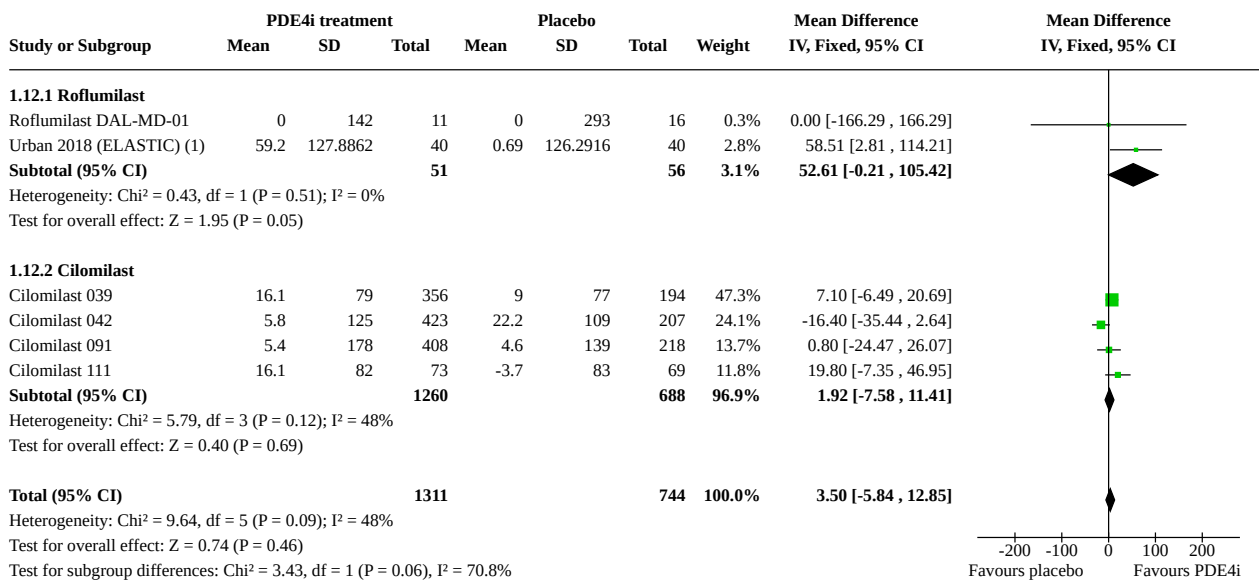 PDE4i treatment Placebo Mean Difference Mean Difference
Study or Subgroup Mean SD Total Mean SD Total Weight IV, Fixed, 95% CI IV, Fixed, 95% CI
1.12.1 Roflumilast
Roflumilast DAL-MD-01 0 142 11 0 293 16 0.3% 0.00 [-166.29 , 166.29]
Urban 2018 (ELASTIC) (1) 59.2 127.8862 40 0.69 126.2916 40 2.8% 58.51 [2.81 , 114.21]
Subtotal (95% CI) 51 56 3.1% 52.61 [-0.21 , 105.42]
Heterogeneity: Chi² = 0.43, df = 1 (P = 0.51); I² = 0%
Test for overall effect: Z = 1.95 (P = 0.05)
1.12.2 Cilomilast
Cilomilast 039 16.1 79 356 9 77 194 47.3% 7.10 [-6.49 , 20.69]
Cilomilast 042 5.8 125 423 22.2 109 207 24.1% -16.40 [-35.44 , 2.64]
Cilomilast 091 5.4 178 408 4.6 139 218 13.7% 0.80 [-24.47 , 26.07]
Cilomilast 111 16.1 82 73 -3.7 83 69 11.8% 19.80 [-7.35 , 46.95]
Subtotal (95% CI) 1260 688 96.9% 1.92 [-7.58 , 11.41]
Heterogeneity: Chi² = 5.79, df = 3 (P = 0.12); I² = 48%
Test for overall effect: Z = 0.40 (P = 0.69)
Total (95% CI) 1311 744 100.0% 3.50 [-5.84 , 12.85]
Heterogeneity: Chi² = 9.64, df = 5 (P = 0.09); I² = 48%
Test for overall effect: Z = 0.74 (P = 0.46) -200 -100 0 100 200
Test for subgroup differences: Chi² = 3.43, df = 1 (P = 0.06), I² = 70.8% Favours placebo Favours PDE4i